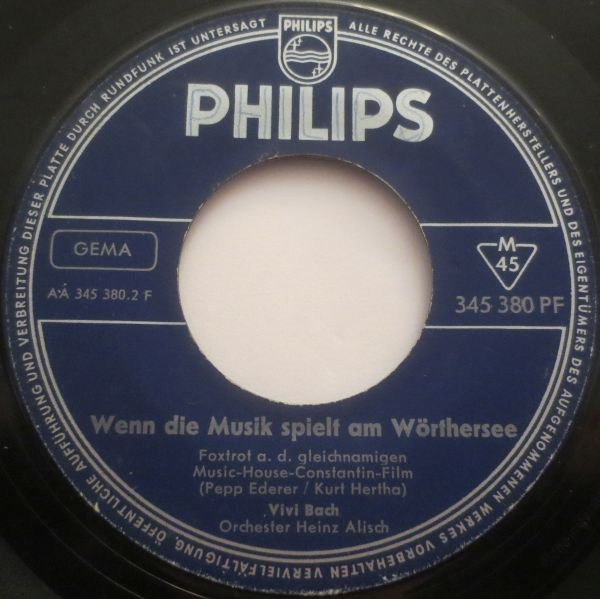 ALLE RECHTE DES PLATTENHERSTELLERS UND DES EIGENTÜMERS DES AUFGENOMMENEN WERKES VORBEHALTEN VERVIELFÄLTIGUNG, ÖFFENTLICHE AUFFÜHRUNG UND VERBREITUNG DIESER PLATTE DURCH RUNDFUNK IST UNTERSAGT
PHILIPS
PHILIPS
GEMA
M
45
AA 345 380.2 F
345 380 PF
Wenn die Musik spielt am Wörthersee
Foxtrot a. d. gleichnamigen
Music-House-Constantin-Film
(Pepp Ederer / Kurt Hertha)
Vivi Bach
Orchester Heinz Alisch